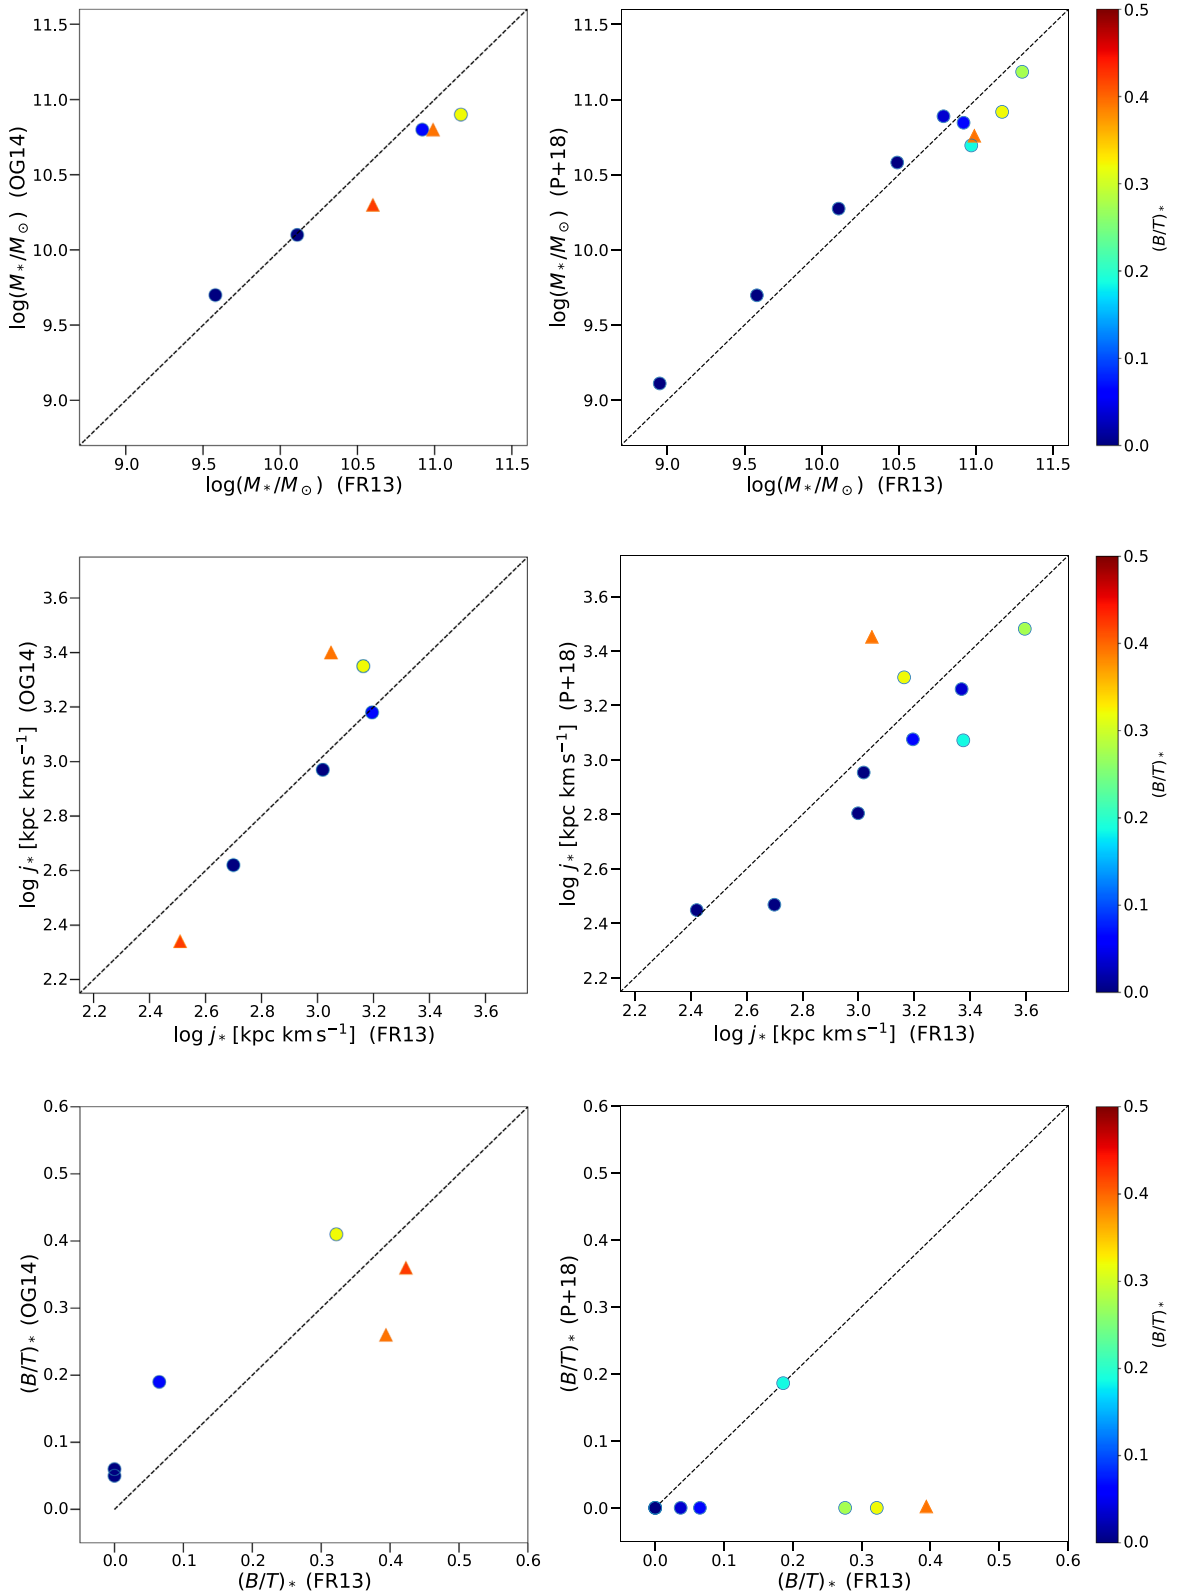 11.5
11.0
10.5
10.0
9.5
9.0
log(M*/M⊙) (OG14)
9.0 9.5 10.0 10.5 11.0 11.5
log(M*/M⊙) (FR13)
11.5
11.0
10.5
10.0
9.5
9.0
log(M*/M⊙) (P+18)
9.0 9.5 10.0 10.5 11.0 11.5
log(M*/M⊙) (FR13)
0.5
0.4
0.3
0.2
0.1
0.0
(B/T)*
3.6
3.4
3.2
3.0
2.8
2.6
2.4
2.2
log j* [kpc km s⁻¹] (OG14)
2.2 2.4 2.6 2.8 3.0 3.2 3.4 3.6
log j* [kpc km s⁻¹] (FR13)
3.6
3.4
3.2
3.0
2.8
2.6
2.4
2.2
log j* [kpc km s⁻¹] (P+18)
2.2 2.4 2.6 2.8 3.0 3.2 3.4 3.6
log j* [kpc km s⁻¹] (FR13)
0.5
0.4
0.3
0.2
0.1
0.0
(B/T)*
0.6
0.5
0.4
0.3
0.2
0.1
0.0
(B/T)* (OG14)
0.0 0.1 0.2 0.3 0.4 0.5 0.6
(B/T)* (FR13)
0.6
0.5
0.4
0.3
0.2
0.1
0.0
(B/T)* (P+18)
0.0 0.1 0.2 0.3 0.4 0.5 0.6
(B/T)* (FR13)
0.5
0.4
0.3
0.2
0.1
0.0
(B/T)*